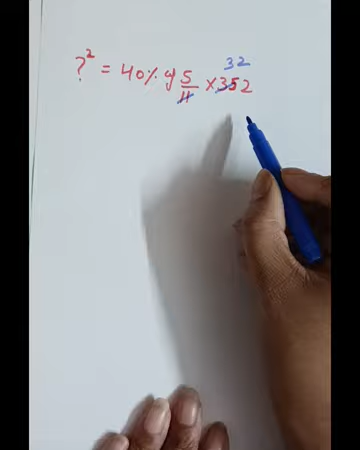 32
?² = 40% of 5/11 × 352